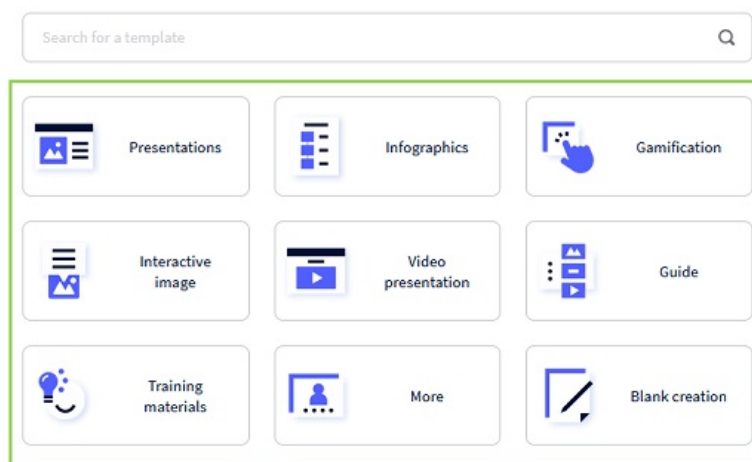 Search for a template
Presentations
Infographics
Gamification
Interactive
image
Video
presentation
Guide
Training
materials
More
Blank creation